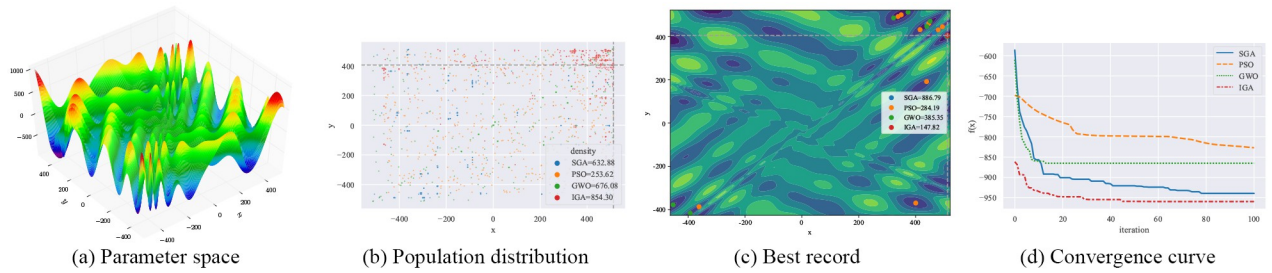 1000
500
0
−500
400
200
0
−200
−400
y
−400
−200
0
200
400
x
(a) Parameter space
400
200
0
−200
−400
y
−400
−200
0
200
400
x
density
SGA=632.88
PSO=253.62
GWO=676.08
IGA=854.30
(b) Population distribution
400
200
0
−200
−400
y
−400
−200
0
200
400
x
SGA=886.79
PSO=284.19
GWO=385.35
IGA=147.82
(c) Best record
−600
−650
−700
−750
−800
−850
−900
−950
f(x)
0
20
40
60
80
100
iteration
SGA
PSO
GWO
IGA
(d) Convergence curve